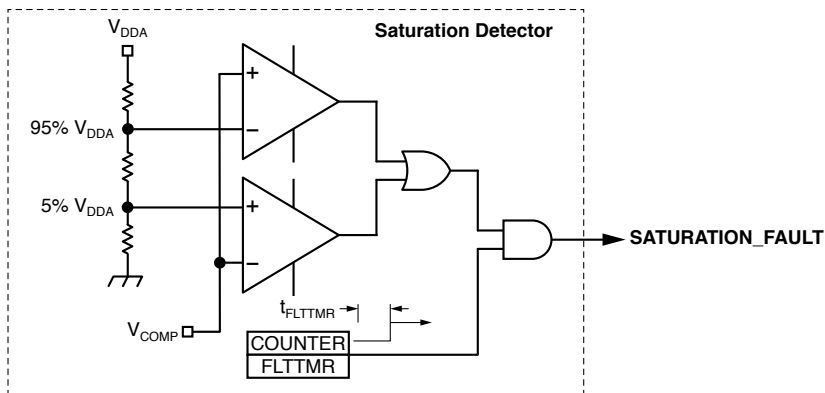 V_DDA
Saturation Detector
+
−
95% V_DDA
5% V_DDA
+
−
SATURATION_FAULT
t_FLTTMR
V_COMP
COUNTER
FLTTMR